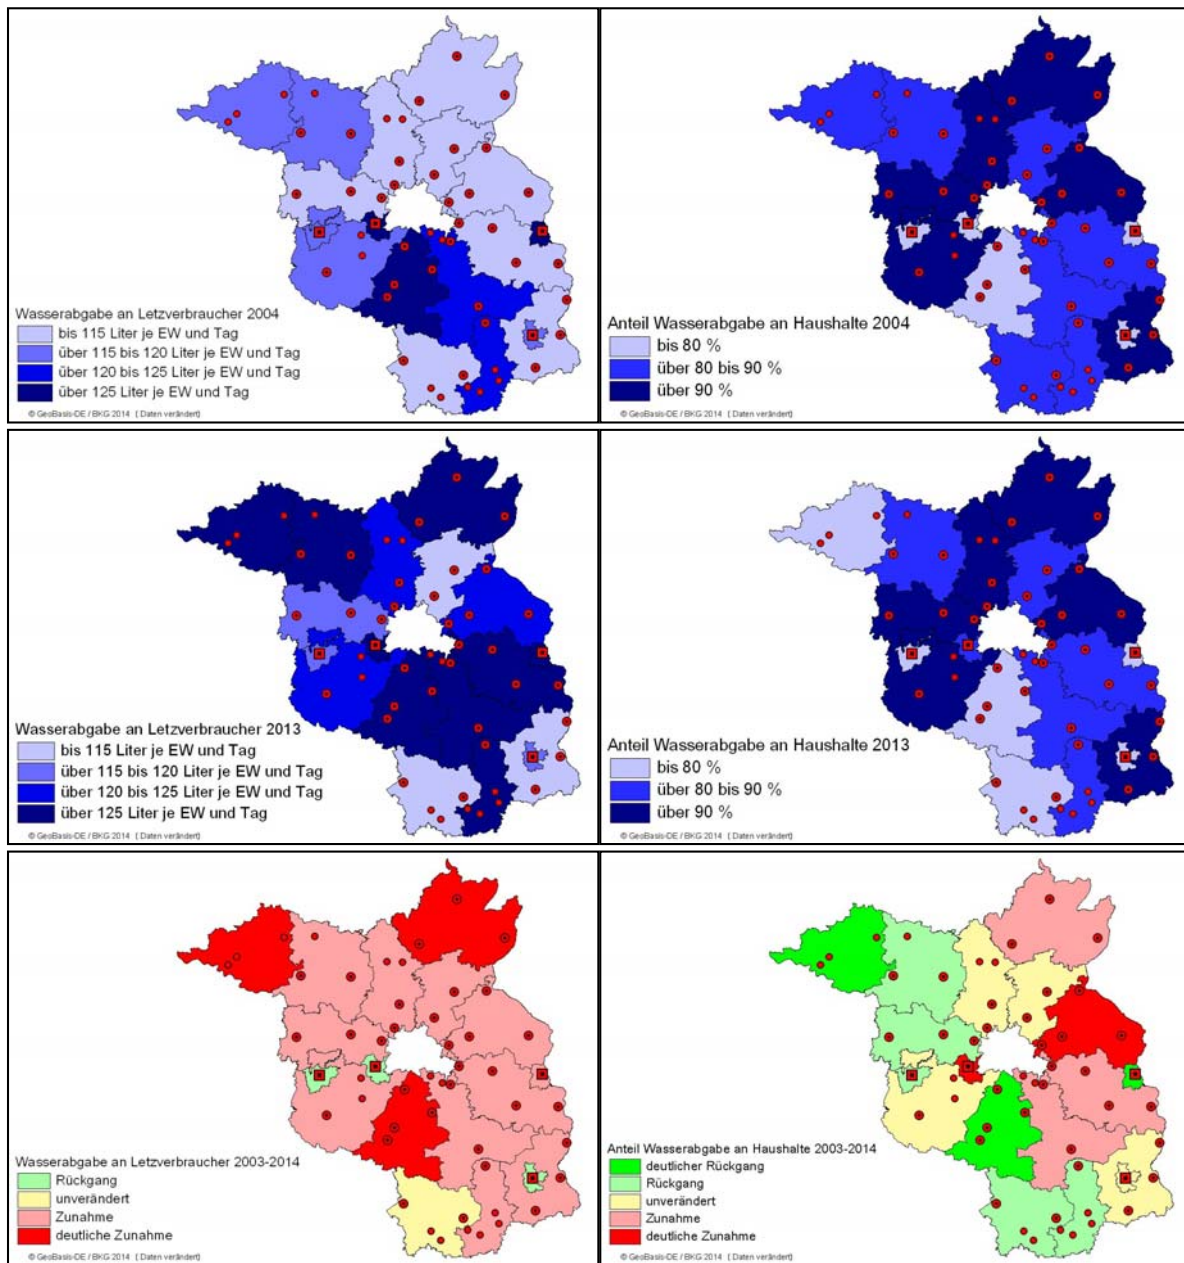 Wasserabgabe an Letzverbraucher 2004
bis 115 Liter je EW und Tag
über 115 bis 120 Liter je EW und Tag
über 120 bis 125 Liter je EW und Tag
über 125 Liter je EW und Tag
© GeoBasis-DE / BKG 2014 ( Daten verändert)
Anteil Wasserabgabe an Haushalte 2004
bis 80 %
über 80 bis 90 %
über 90 %
© GeoBasis-DE / BKG 2014 ( Daten verändert)
Wasserabgabe an Letzverbraucher 2013
bis 115 Liter je EW und Tag
über 115 bis 120 Liter je EW und Tag
über 120 bis 125 Liter je EW und Tag
über 125 Liter je EW und Tag
© GeoBasis-DE / BKG 2014 ( Daten verändert)
Anteil Wasserabgabe an Haushalte 2013
bis 80 %
über 80 bis 90 %
über 90 %
© GeoBasis-DE / BKG 2014 ( Daten verändert)
Wasserabgabe an Letzverbraucher 2003-2014
Rückgang
unverändert
Zunahme
deutliche Zunahme
© GeoBasis-DE / BKG 2014 ( Daten verändert)
Anteil Wasserabgabe an Haushalte 2003-2014
deutlicher Rückgang
Rückgang
unverändert
Zunahme
deutliche Zunahme
© GeoBasis-DE / BKG 2014 ( Daten verändert)